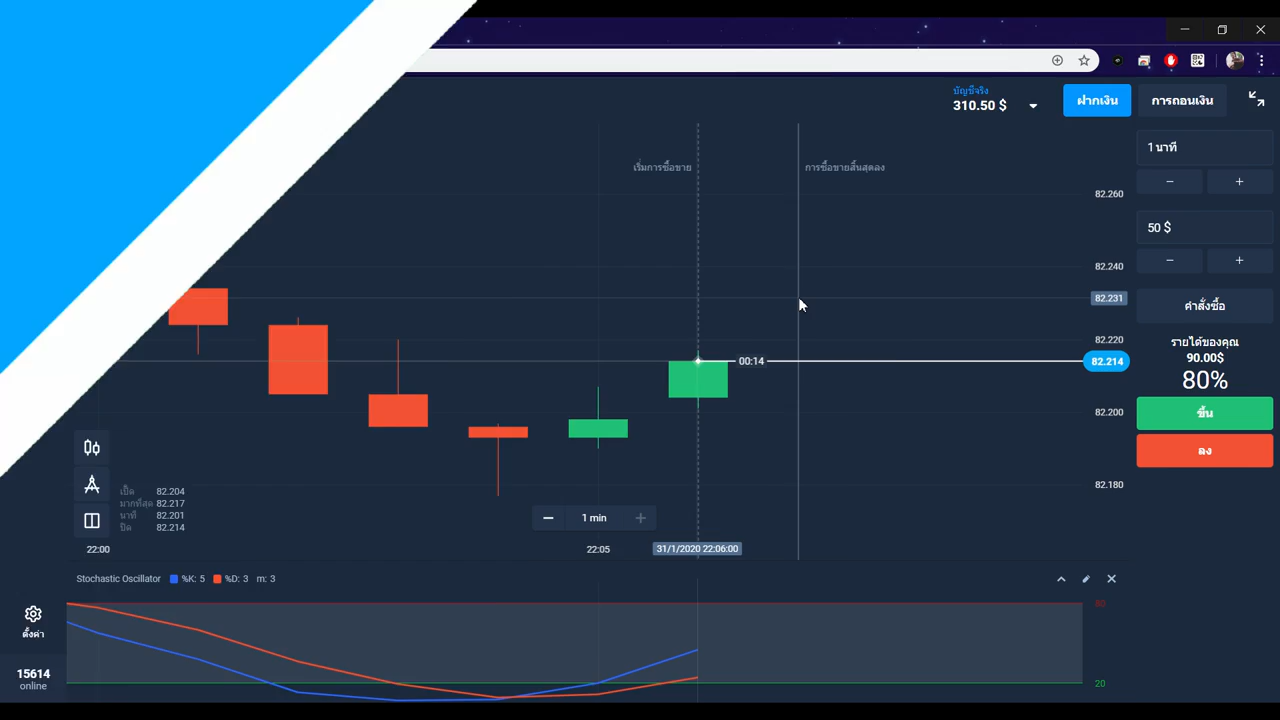 บัญชีจริง
310.50 $
ฝากเงิน
การถอนเงิน
1 นาที
เริ่มการซื้อขาย
การซื้อขายสิ้นสุดลง
82.260
50 $
82.240
82.231
คำสั่งซื้อ
82.220
รายได้ของคุณ
90.00$
80%
00:14
82.214
82.200
ขึ้น
ลง
82.180
เปิด 82.204
มากที่สุด 82.217
นาที 82.201
ปิด 82.214
1 min
22:00
22:05
31/1/2020 22:06:00
Stochastic Oscillator %K: 5 %D: 3 m: 3
80
ตั้งค่า
15614
online
20